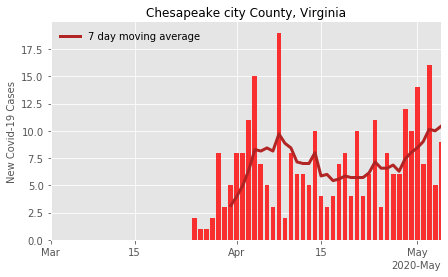 Chesapeake city County, Virginia
7 day moving average
New Covid-19 Cases
17.5
15.0
12.5
10.0
7.5
5.0
2.5
0.0
Mar
15
Apr
15
May
2020-May